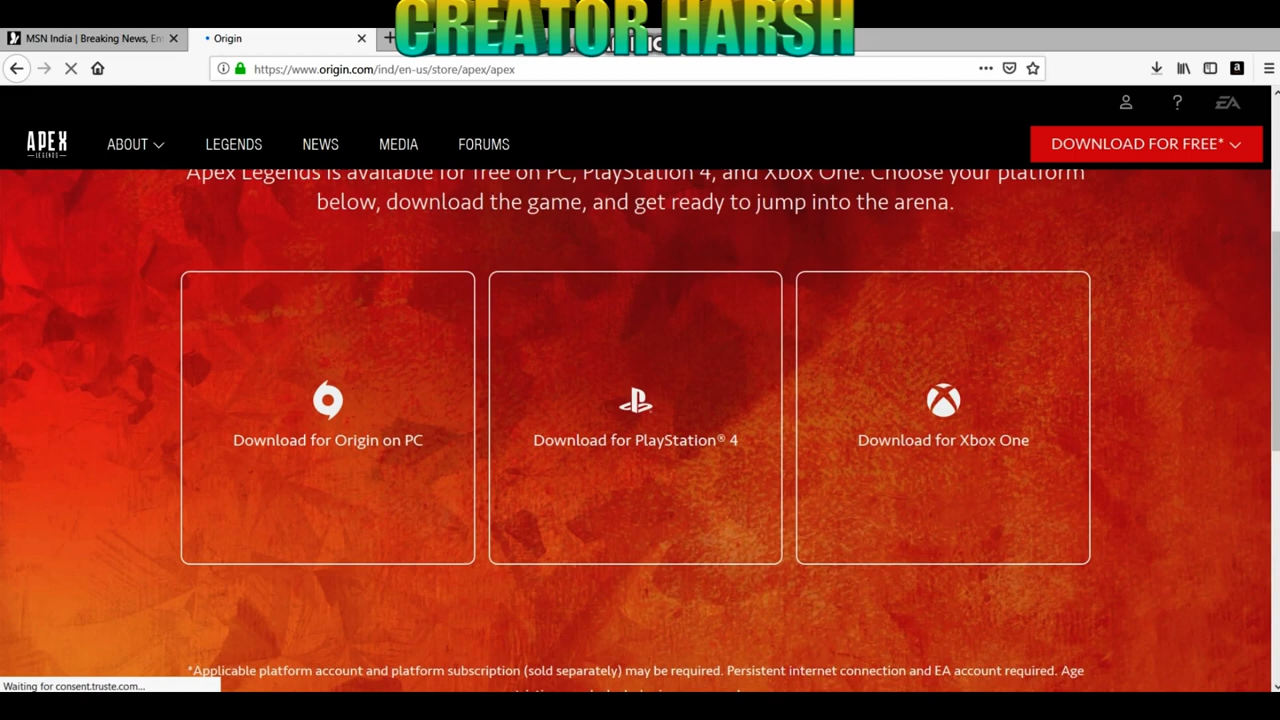 CREATOR HARSH
MSN India | Breaking News, En
Origin
https://www.origin.com/ind/en-us/store/apex/apex
EA
APEX
LEGENDS
ABOUT
LEGENDS
NEWS
MEDIA
FORUMS
DOWNLOAD FOR FREE*
Apex Legends is available for free on PC, PlayStation 4, and Xbox One. Choose your platform
below, download the game, and get ready to jump into the arena.
Download for Origin on PC
Download for PlayStation® 4
Download for Xbox One
*Applicable platform account and platform subscription (sold separately) may be required. Persistent internet connection and EA account required. Age
Waiting for consent.truste.com...